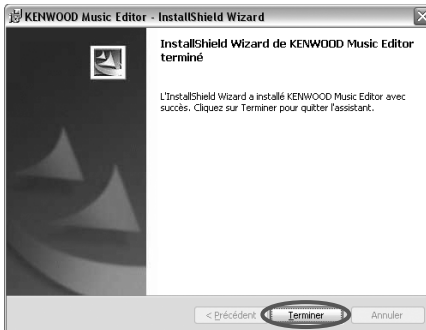 KENWOOD Music Editor - InstallShield Wizard
InstallShield Wizard de KENWOOD Music Editor
terminé
L'InstallShield Wizard a installé KENWOOD Music Editor avec
succès. Cliquez sur Terminer pour quitter l'assistant.
< Précédent Terminer Annuler